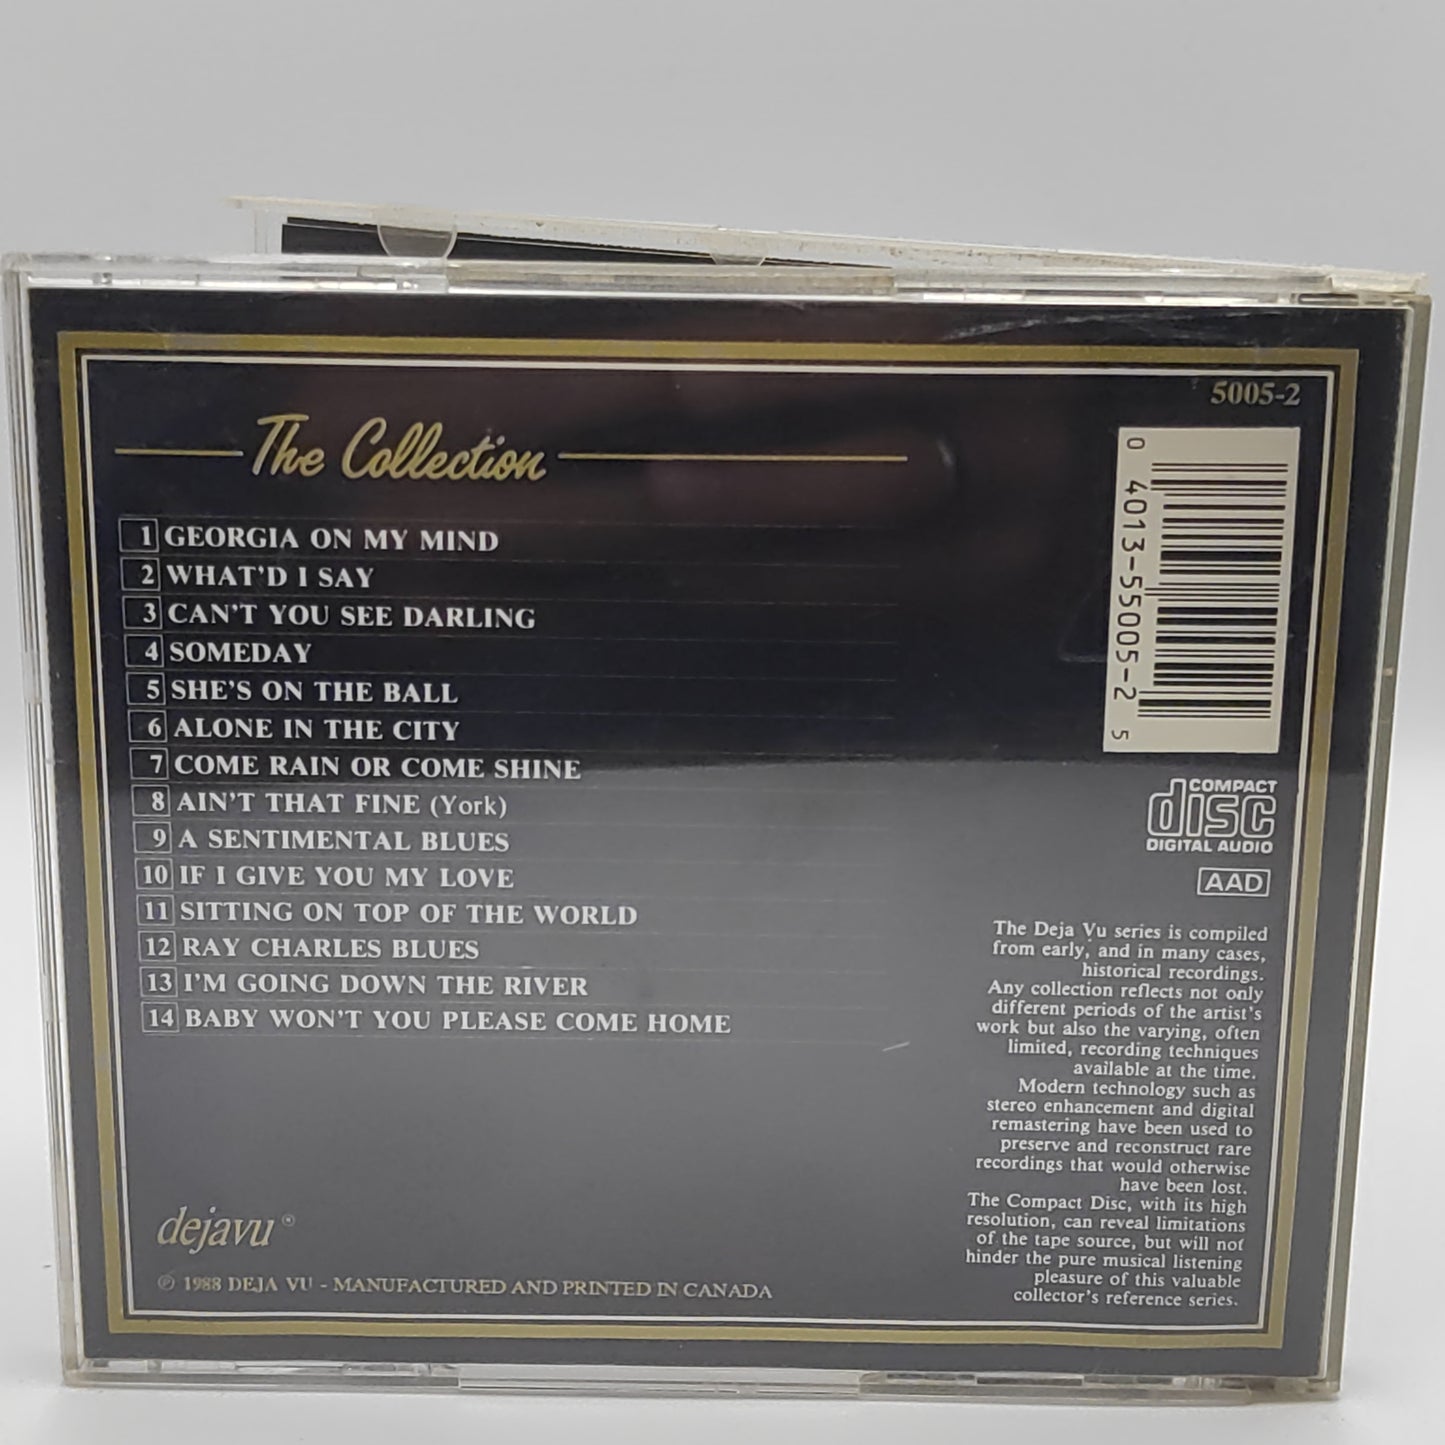 5005-2
The Collection
1 GEORGIA ON MY MIND
2 WHAT'D I SAY
3 CAN'T YOU SEE DARLING
4 SOMEDAY
5 SHE'S ON THE BALL
6 ALONE IN THE CITY
7 COME RAIN OR COME SHINE
8 AIN'T THAT FINE (York)
9 A SENTIMENTAL BLUES
10 IF I GIVE YOU MY LOVE
11 SITTING ON TOP OF THE WORLD
12 RAY CHARLES BLUES
13 I'M GOING DOWN THE RIVER
14 BABY WON'T YOU PLEASE COME HOME
dejavu ®
℗ 1988 DEJA VU - MANUFACTURED AND PRINTED IN CANADA
0 4013-55005-2 5
COMPACT
disc
DIGITAL AUDIO
AAD
The Deja Vu series is compiled
from early, and in many cases,
historical recordings.
Any collection reflects not only
different periods of the artist's
work but also the varying, often
limited, recording techniques
available at the time.
Modern technology such as
stereo enhancement and digital
remastering have been used to
preserve and reconstruct rare
recordings that would otherwise
have been lost.
The Compact Disc, with its high
resolution, can reveal limitations
of the tape source, but will not
hinder the pure musical listening
pleasure of this valuable
collector's reference series.